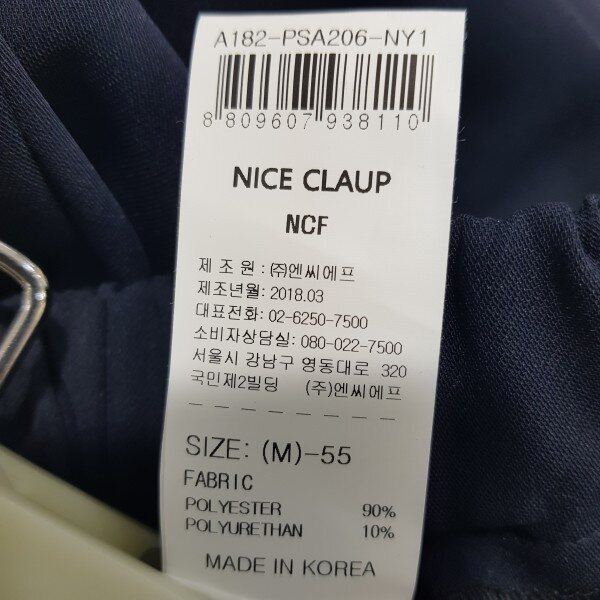 A182-PSA206-NY1
8 809607 938110
NICE CLAUP
NCF
제 조 원 : ㈜엔씨에프
제조년월: 2018.03
대표전화: 02-6250-7500
소비자상담실: 080-022-7500
서울시 강남구 영동대로 320
국민제2빌딩 (주)엔씨에프
- - - - - - - -
SIZE: (M)-55
FABRIC
POLYESTER 90%
POLYURETHAN 10%
MADE IN KOREA